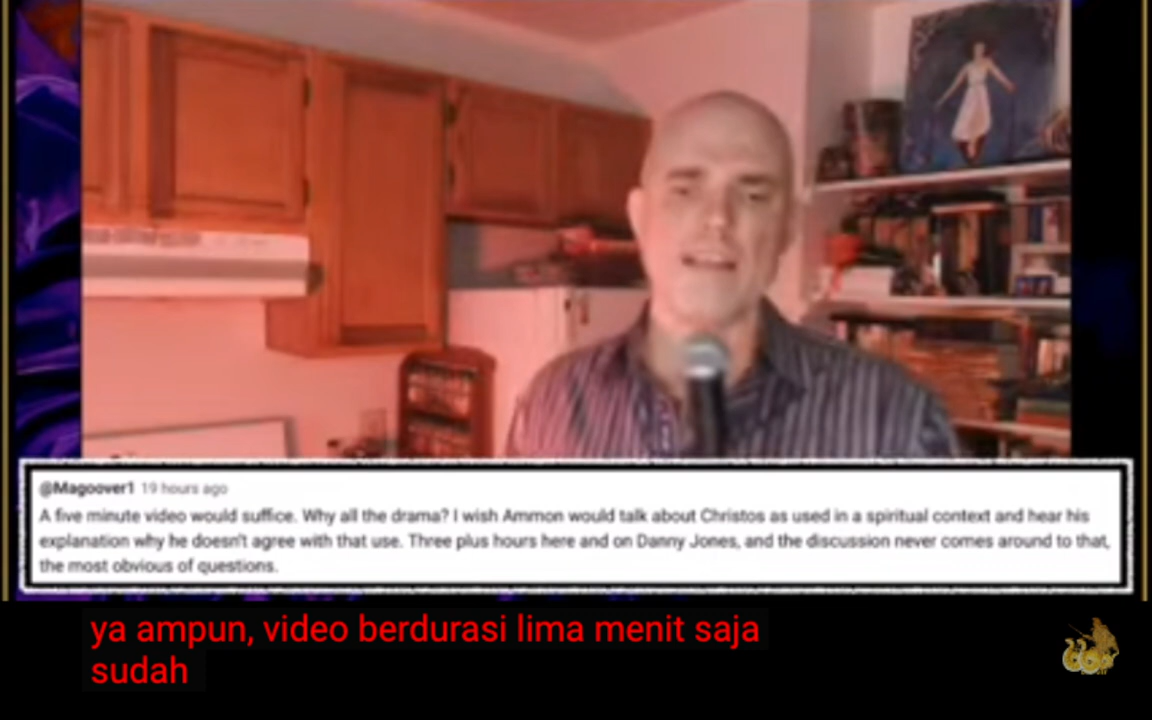 @Magoover1 19 hours ago
A five minute video would suffice. Why all the drama? I wish Ammon would talk about Christos as used in a spiritual context and hear his
explanation why he doesn't agree with that use. Three plus hours here and on Danny Jones, and the discussion never comes around to that,
the most obvious of questions.
ya ampun, video berdurasi lima menit saja
sudah